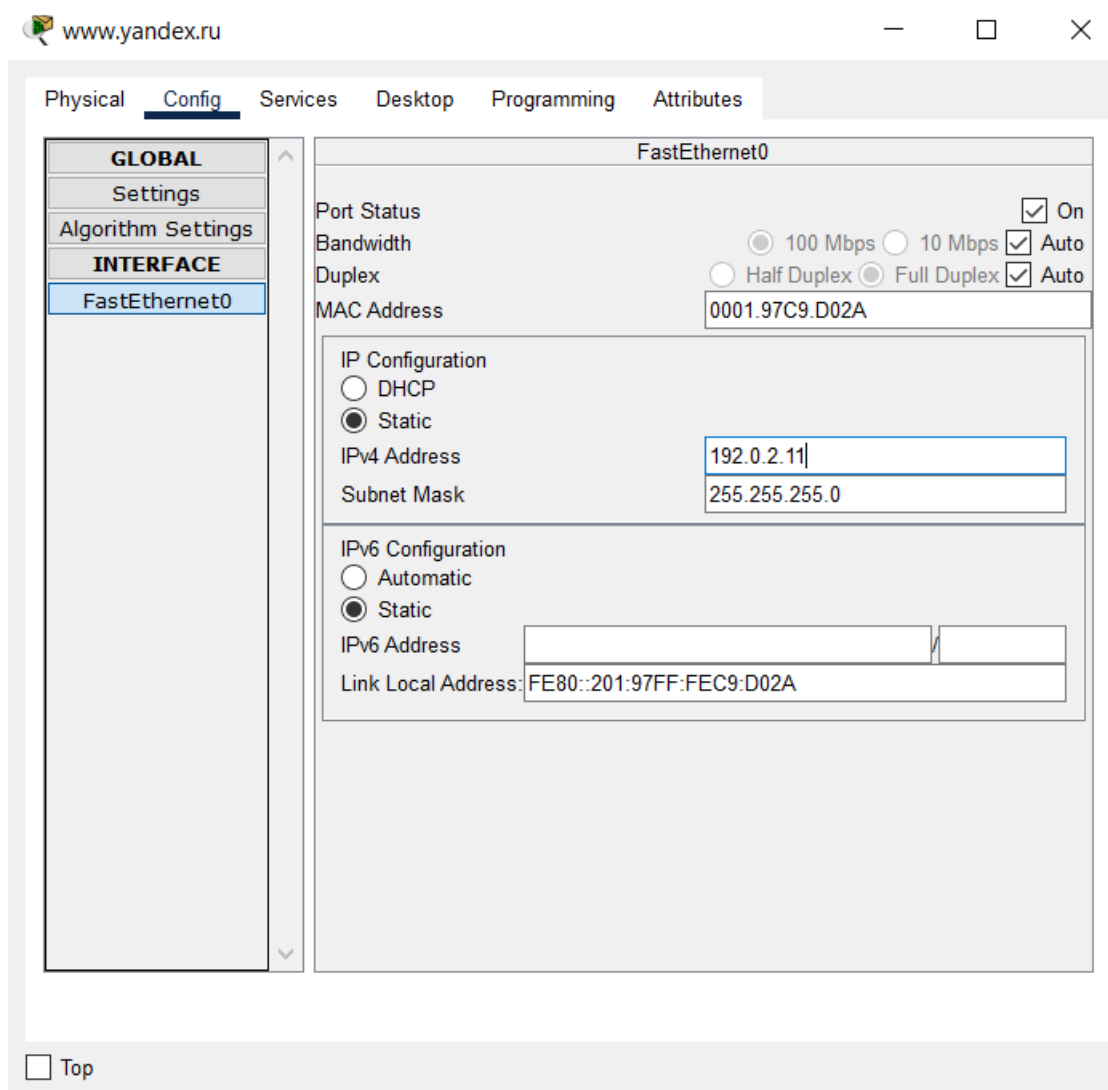 www.yandex.ru
Physical Config Services Desktop Programming Attributes
GLOBAL
Settings
Algorithm Settings
INTERFACE
FastEthernet0
FastEthernet0
Port Status On
Bandwidth 100 Mbps 10 Mbps Auto
Duplex Half Duplex Full Duplex Auto
MAC Address 0001.97C9.D02A
IP Configuration
DHCP
Static
IPv4 Address 192.0.2.11
Subnet Mask 255.255.255.0
IPv6 Configuration
Automatic
Static
IPv6 Address /
Link Local Address: FE80::201:97FF:FEC9:D02A
Top